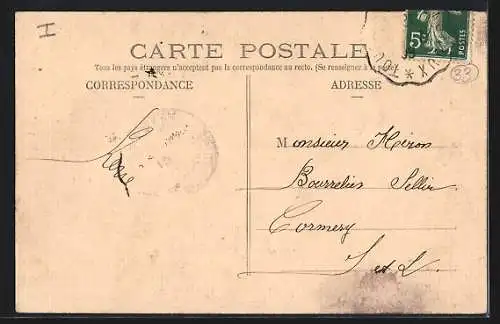 I
CARTE POSTALE
Tous les pays étrangers n'acceptent pas la correspondance au recto. (Se renseigner à la poste)
CORRESPONDANCE
ADRESSE
Monsieur Héron
Bourrelier Sellier
Cormery
I et L
5c
POSTES
33